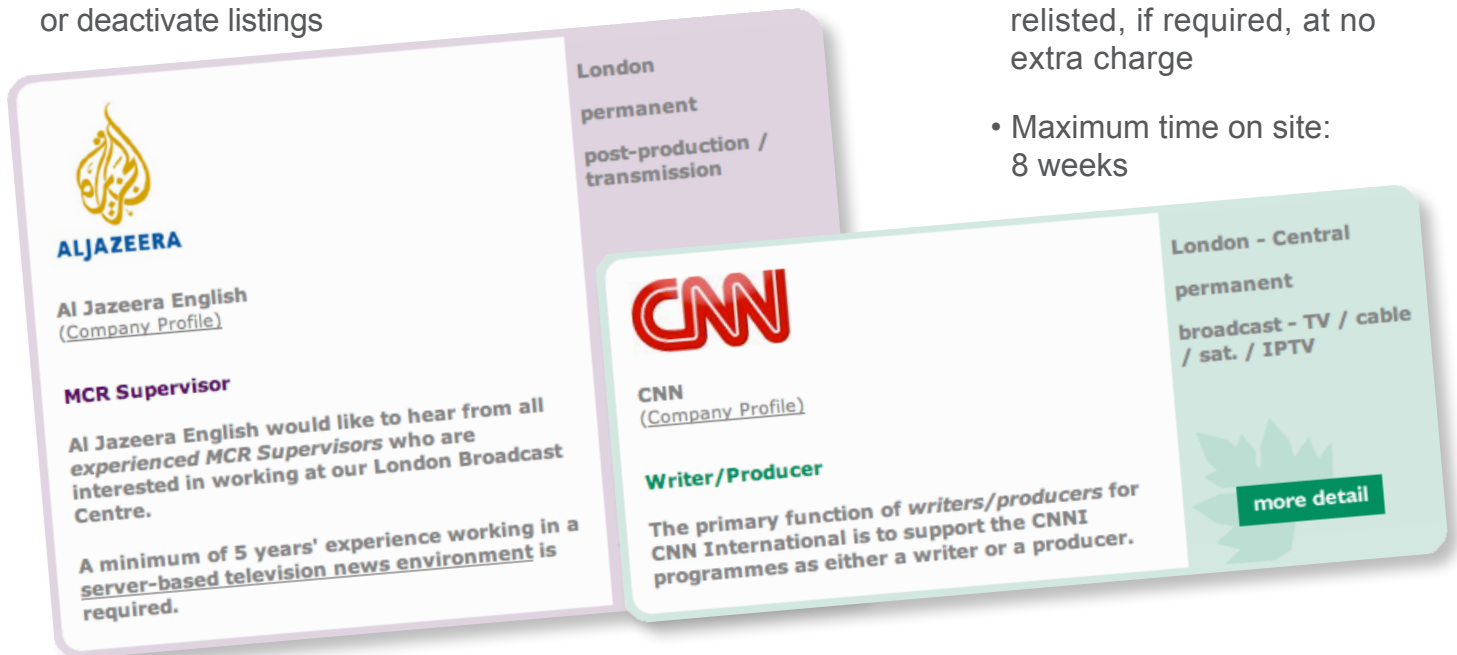 or deactivate listings
ALJAZEERA
Al Jazeera English
(Company Profile)
MCR Supervisor
Al Jazeera English would like to hear from all
experienced MCR Supervisors who are
interested in working at our London Broadcast
Centre.
A minimum of 5 years' experience working in a
server-based television news environment is
required.
London
permanent
post-production /
transmission
relisted, if required, at no
extra charge
• Maximum time on site:
8 weeks
CNN
CNN
(Company Profile)
Writer/Producer
The primary function of writers/producers for
CNN International is to support the CNNI
programmes as either a writer or a producer.
London - Central
permanent
broadcast - TV / cable
/ sat. / IPTV
more detail